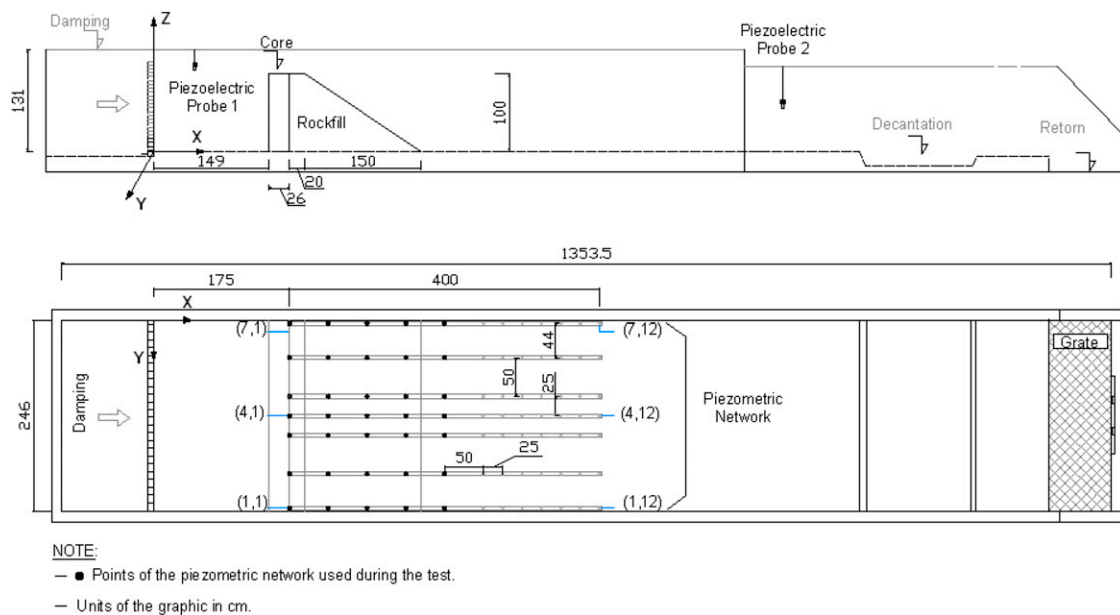 Damping
Z
Core
Piezoelectric
Probe 2
131
Piezoelectric
Probe 1
Rockfill
100
Decantation
Retorn
X
149
150
20
26
Y
1353.5
175
400
X
(7,1)
(7,12)
44
Grate
Y
50
25
246
Damping
(4,1)
(4,12)
Piezometric
Network
50
25
(1,1)
(1,12)
NOTE:
— ● Points of the piezometric network used during the test.
— Units of the graphic in cm.